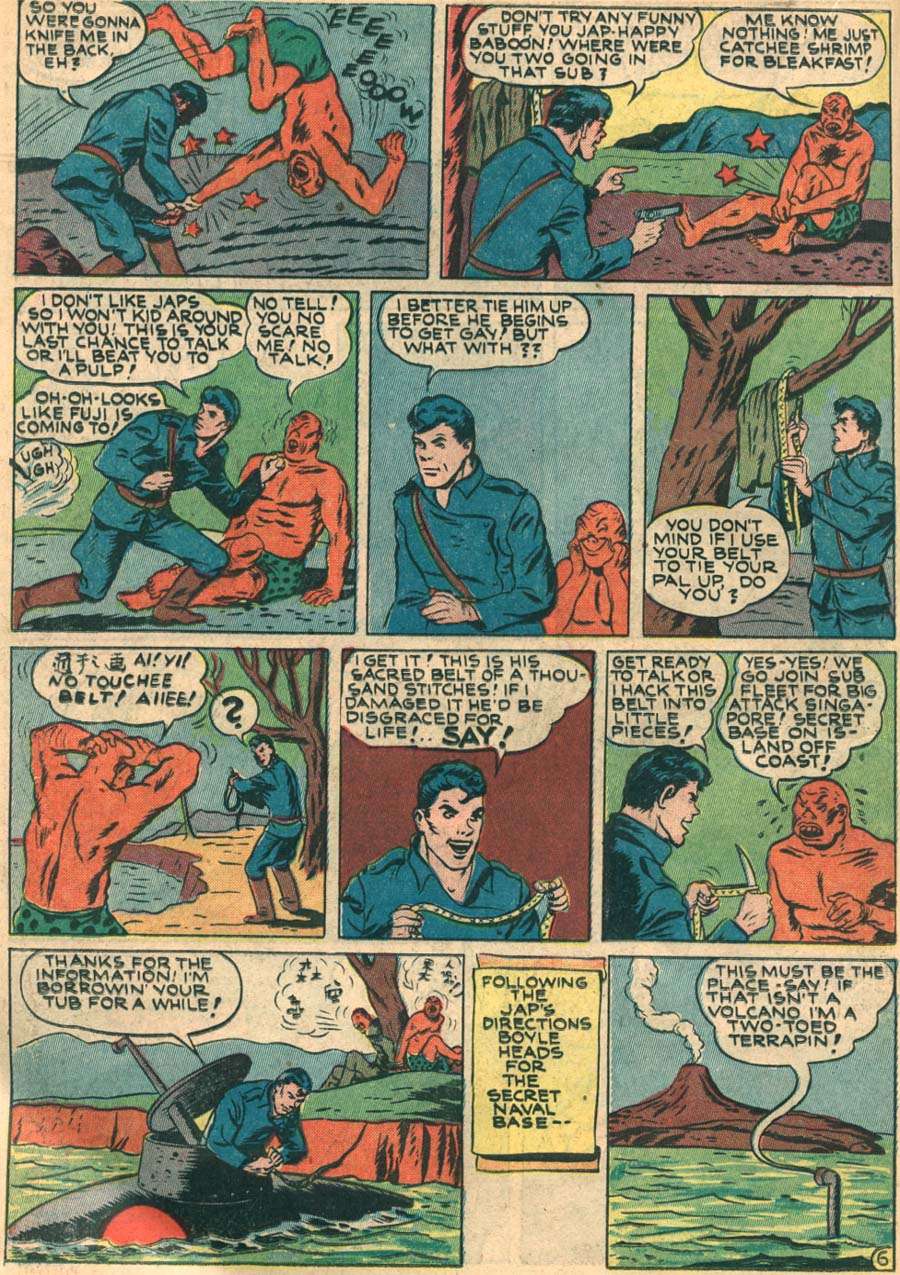 SO YOU
WERE GONNA
KNIFE ME IN
THE BACK,
EH?
EEE
EEE
EOOOW
DON'T TRY ANY FUNNY
STUFF YOU JAP-HAPPY
BABOON! WHERE WERE
YOU TWO GOING IN
THAT SUB?
ME KNOW
NOTHING! ME JUST
CATCHEE SHRIMP
FOR BLEAKFAST!
I DON'T LIKE JAPS
SO I WON'T KID AROUND
WITH YOU! THIS IS YOUR
LAST CHANCE TO TALK
OR I'LL BEAT YOU TO
A PULP!
NO TELL!
YOU NO
SCARE
ME! NO
TALK!
OH-OH-LOOKS
LIKE FUJI IS
COMING TO!
UGH
UGH
I BETTER TIE HIM UP
BEFORE HE BEGINS
TO GET GAY! BUT
WHAT WITH??
YOU DON'T
MIND IF I USE
YOUR BELT
TO TIE YOUR
PAL UP, DO
YOU?
AI! YI!
NO TOUCHEE
BELT! AIIEE!
?
I GET IT! THIS IS HIS
SACRED BELT OF A THOU-
SAND STITCHES! IF I
DAMAGED IT HE'D BE
DISGRACED FOR
LIFE!.. SAY!
GET READY
TO TALK OR
I HACK THIS
BELT INTO
LITTLE
PIECES!
YES-YES! WE
GO JOIN SUB
FLEET FOR BIG
ATTACK SINGA-
PORE! SECRET
BASE ON IS-
LAND OFF
COAST!
THANKS FOR THE
INFORMATION! I'M
BORROWIN' YOUR
TUB FOR A WHILE!
FOLLOWING
THE
JAP'S
DIRECTIONS
BOYLE
HEADS
FOR
THE
SECRET
NAVAL
BASE--
THIS MUST BE THE
PLACE-SAY! IF
THAT ISN'T A
VOLCANO I'M A
TWO-TOED
TERRAPIN!
6